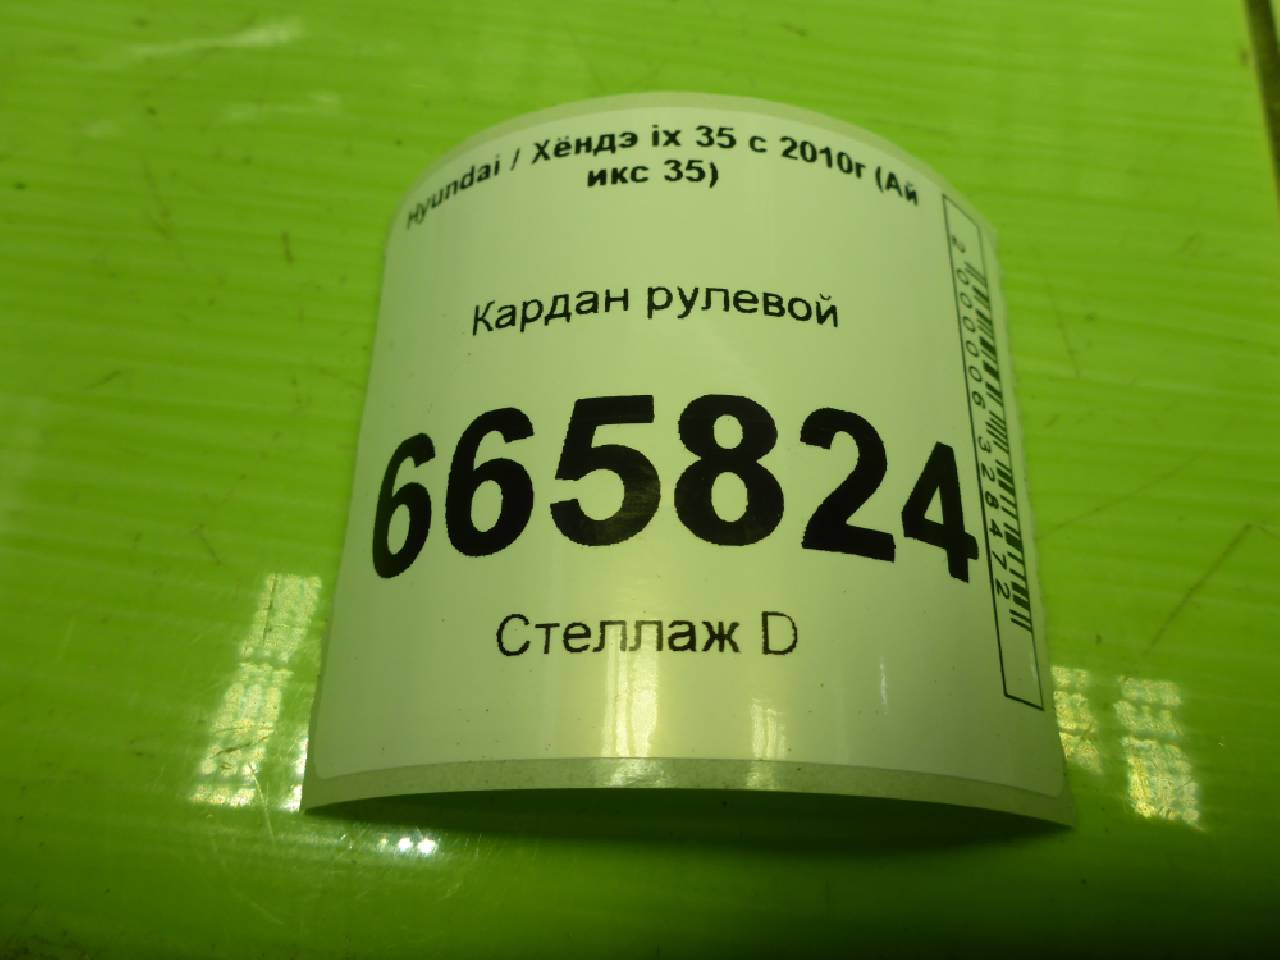 Hyundai / Хёндэ ix 35 с 2010г (Ай
икс 35)
Кардан рулевой
665824
Стеллаж D
2000006328472